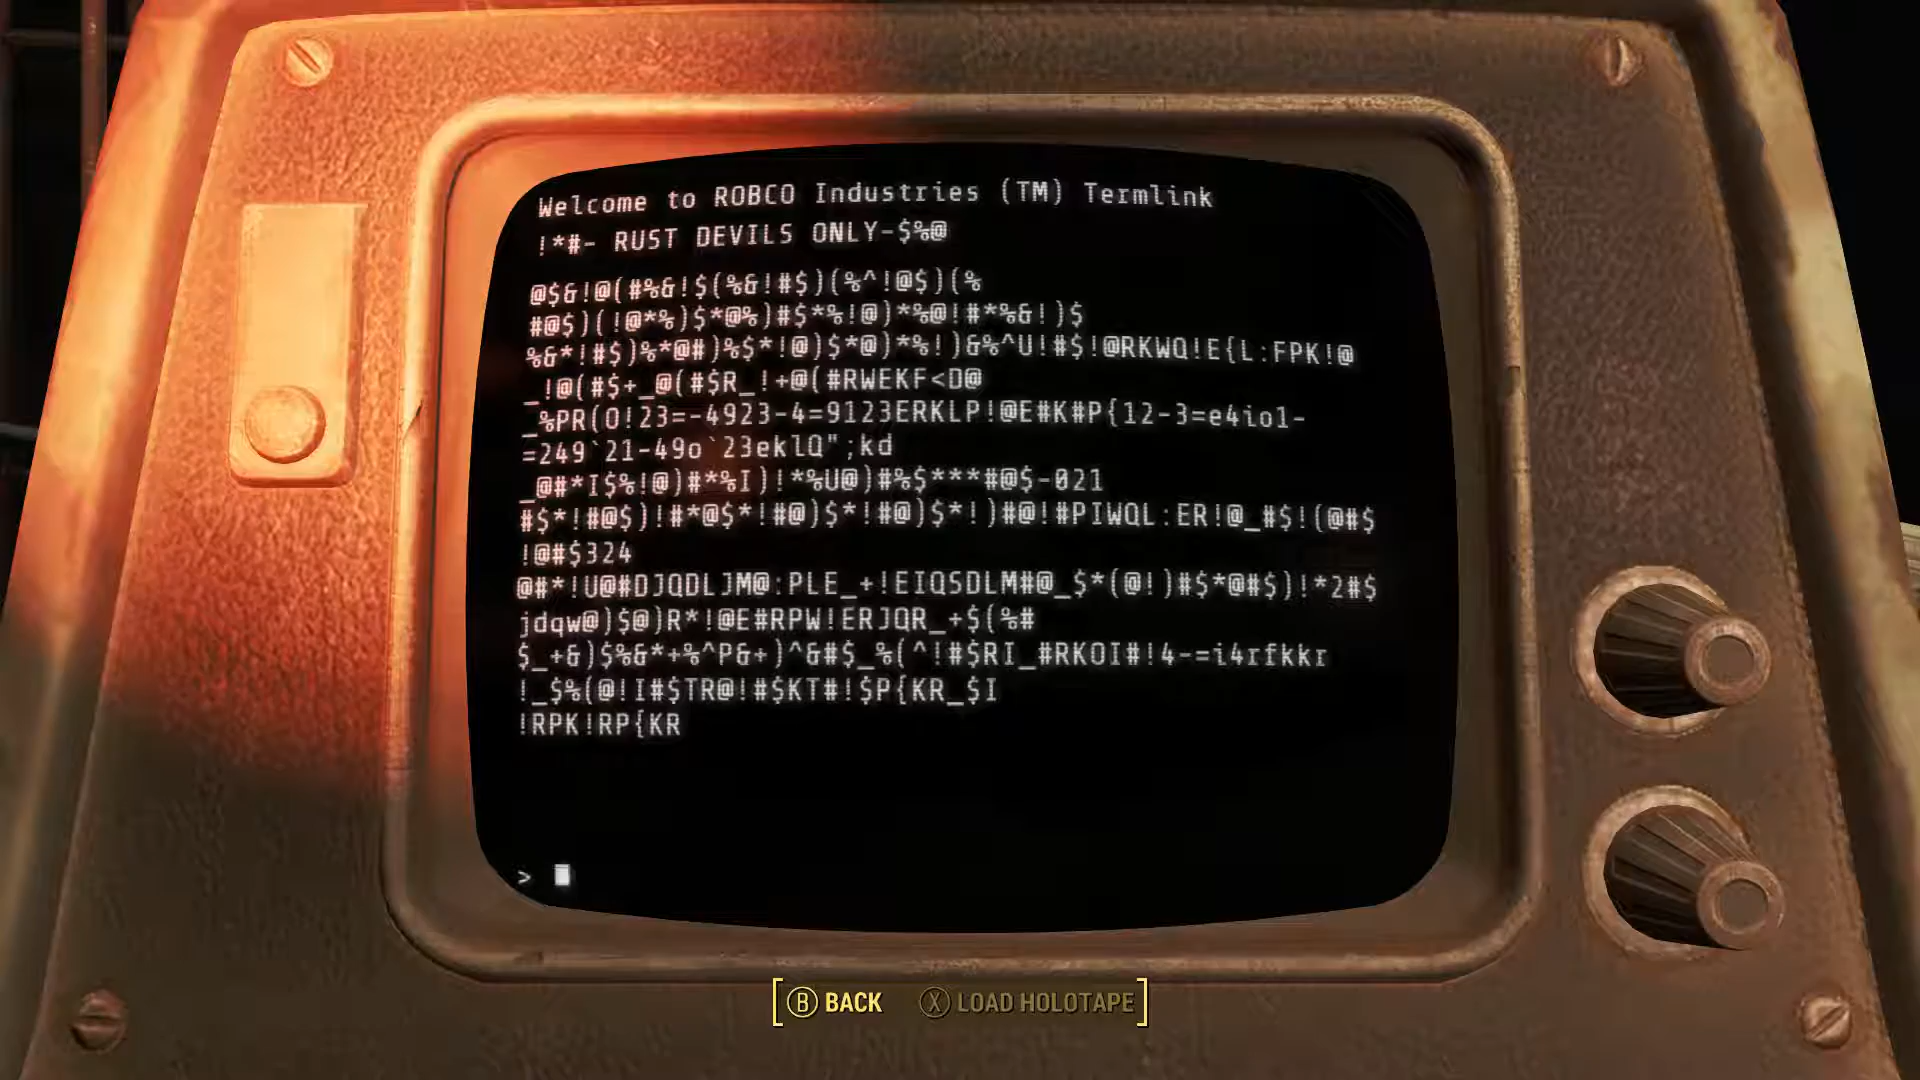 Welcome to ROBCO Industries (TM) Termlink
!*#- RUST DEVILS ONLY-$%@
@$&!@(#%&!$(%&!#$)(%^!@$)(%
#@$)(!@*%)$*@%)#$*%!@)*%@!#*%&!)$
%&*!#$)%*@#)%$*!@)$*@)*%!)&%^U!#$!@RKWQ!E{L:FPK!@
_!@(#$+_@(#$R_!+@(#RWEKF<D@
_%PR(O!23=-4923-4=9123ERKLP!@E#K#P{12-3=e4io1-
=249`21-49o`23eklQ";kd
_@#*I$%!@)#*%I)!*%U@)#%$***#@$-021
#$*!#@$)!#*@$*!#@)$*!#@)$*!)#@!#PIWQL:ER!@_#$!(@#$
!@#$324
@#*!U@#DJQDLJM@:PLE_+!EIQSDLM#@_$*(@!)#$*@#$)!*2#$
jdqw@)$@)R*!@E#RPW!ERJQR_+$(%#
$_+&)$%&*+%^P&+)^&#$_%(^!#$RI_#RKOI#!4-=i4rfkkr
!_$%(@!I#$TR@!#$KT#!$P{KR_$I
!RPK!RP{KR
>
B BACK X LOAD HOLOTAPE